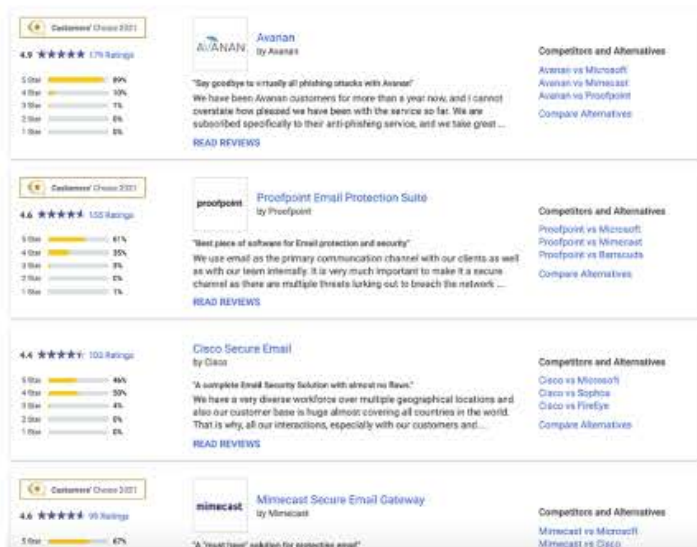 Customers' Choice 2021
4.9 179 Ratings
5 Star 89%
4 Star 10%
3 Star 1%
2 Star 0%
1 Star 0%
AVANAN
Avanan
by Avanan
"Say goodbye to virtually all phishing attacks with Avanan"
We have been Avanan customers for more than a year now, and I cannot
overstate how pleased we have been with the service so far. We are
subscribed specifically to their anti-phishing service, and we take great ...
READ REVIEWS
Competitors and Alternatives
Avanan vs Microsoft
Avanan vs Mimecast
Avanan vs Proofpoint
Compare Alternatives
Customers' Choice 2021
4.6 155 Ratings
5 Star 61%
4 Star 35%
3 Star 3%
2 Star 0%
1 Star 1%
proofpoint
Proofpoint Email Protection Suite
by Proofpoint
"Best piece of software for Email protection and security"
We use email as the primary communcation channel with our clients as well
as with our team internally. It is very much important to make it a secure
channel as there are multiple threats lurking out to breach the network ...
READ REVIEWS
Competitors and Alternatives
Proofpoint vs Microsoft
Proofpoint vs Mimecast
Proofpoint vs Barracuda
Compare Alternatives
4.4 Ratings
5 Star 46%
4 Star 50%
3 Star 4%
2 Star 0%
1 Star 0%
Cisco Secure Email
by Cisco
"A complete Email Security Solution with almost no flaws."
We have a very diverse workforce over multiple geographical locations and
also our customer base is huge almost covering all countries in the world.
That is why, all our interactions, especially with our customers and...
READ REVIEWS
Competitors and Alternatives
Cisco vs Microsoft
Cisco vs Sophos
Cisco vs FireEye
Compare Alternatives
Customers' Choice 2021
4.6 Ratings
5 Star 67%
mimecast
Mimecast Secure Email Gateway
by Mimecast
"A "must have" solution for protecting email"
Competitors and Alternatives
Mimecast vs Microsoft
Mimecast vs Cisco